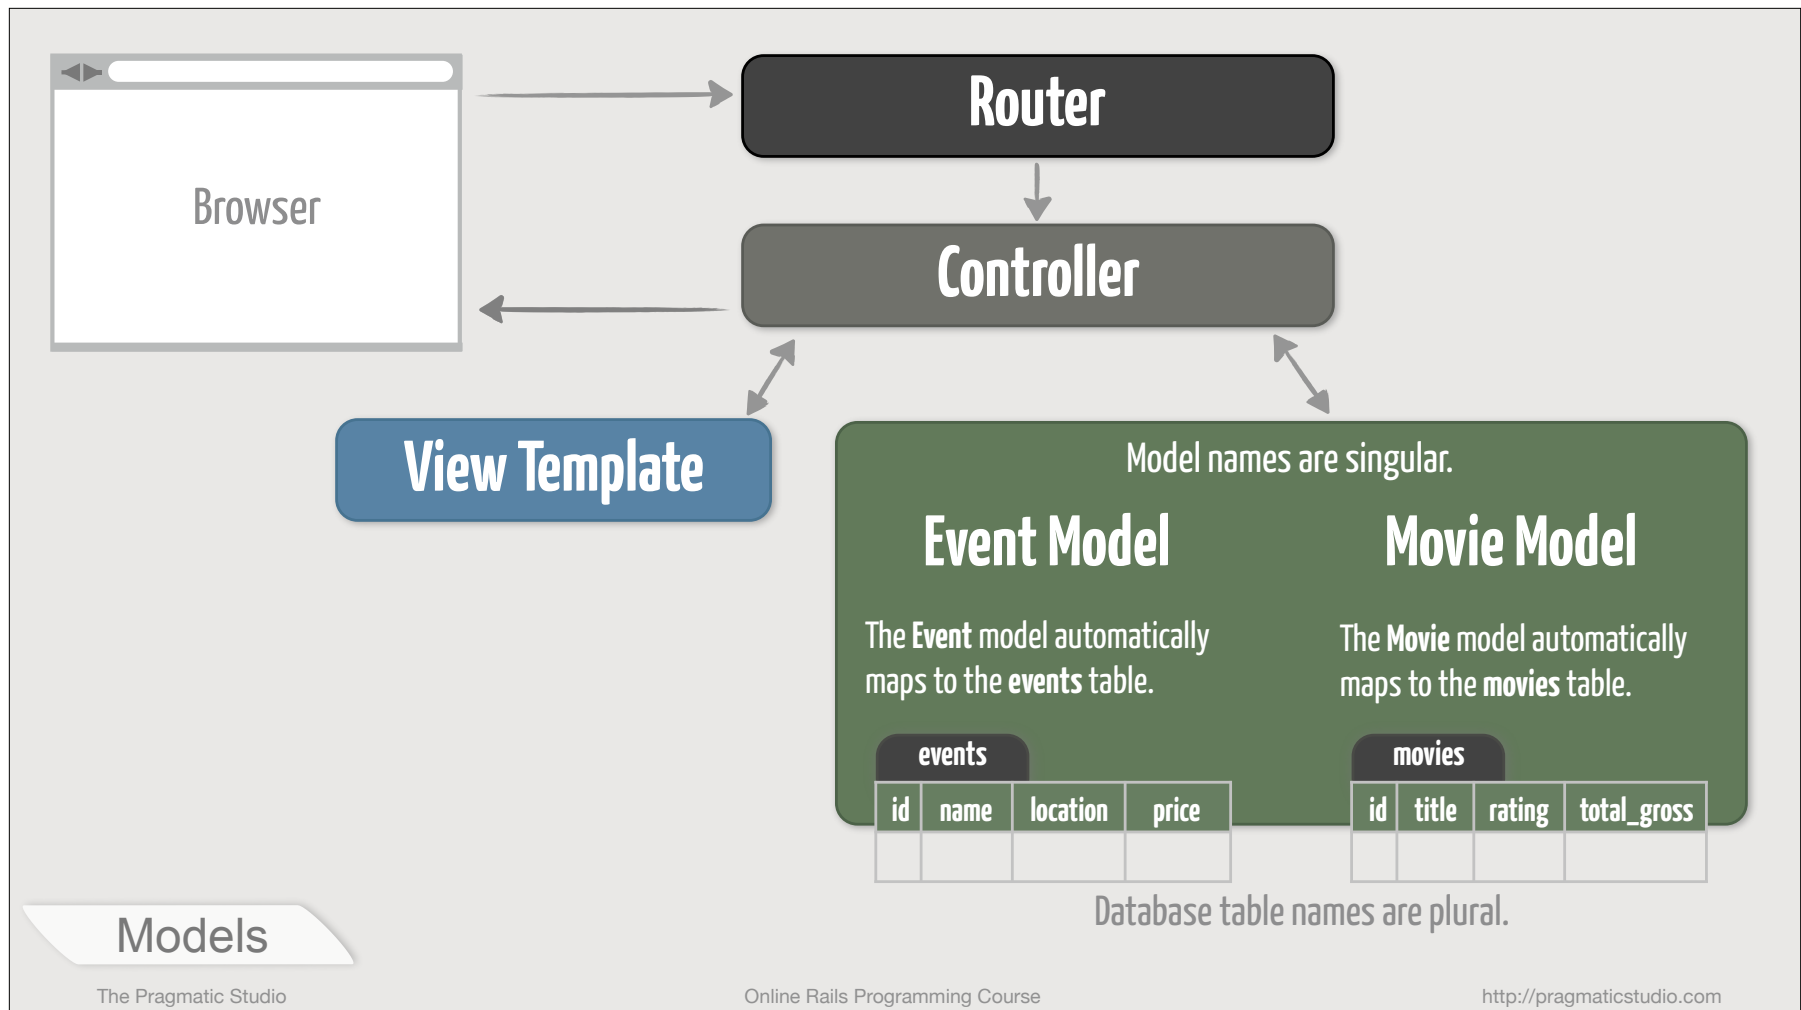 Router
Browser
Controller
View Template
Model names are singular.
Event Model
The Event model automatically
maps to the events table.
events
id name location price
Movie Model
The Movie model automatically
maps to the movies table.
movies
id title rating total_gross
Database table names are plural.
Models
The Pragmatic Studio
Online Rails Programming Course
http://pragmaticstudio.com